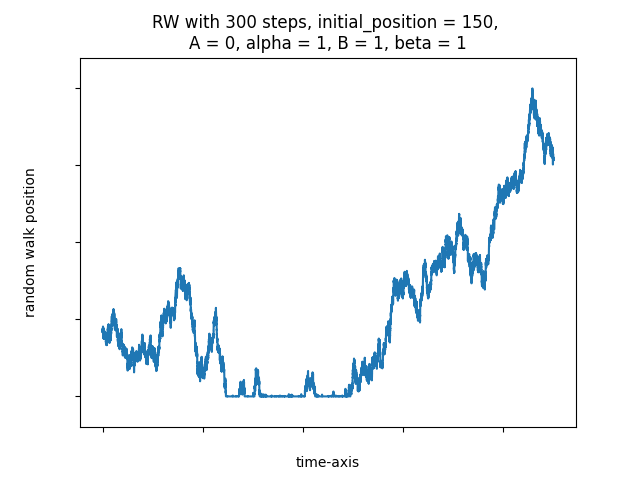 RW with 300 steps, initial_position = 150,
A = 0, alpha = 1, B = 1, beta = 1
random walk position
time-axis